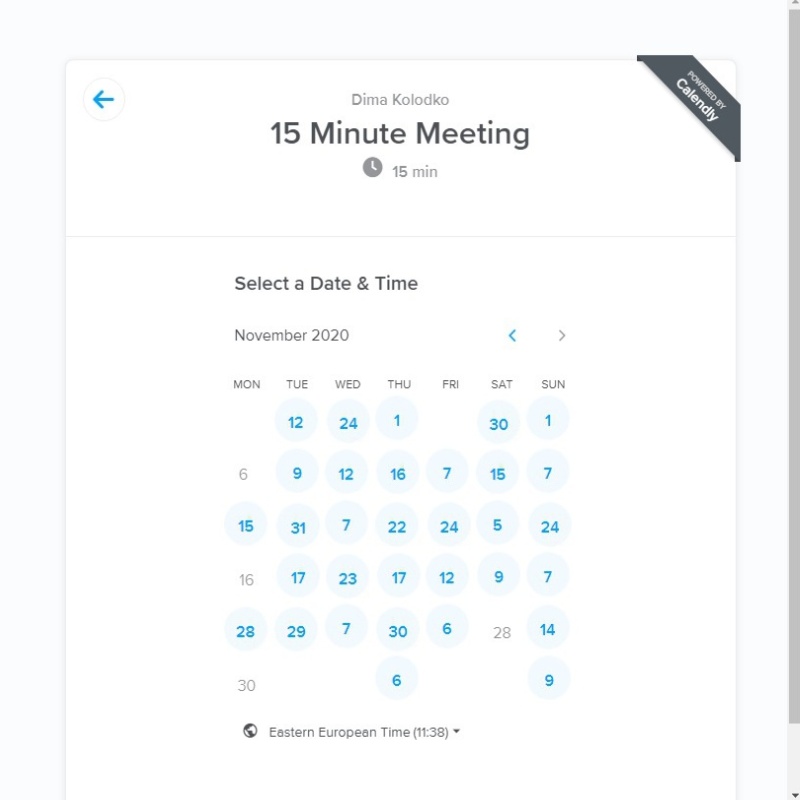 Dima Kolodko
15 Minute Meeting
15 min
POWERED BY
Calendly
Select a Date & Time
November 2020
MON TUE WED THU FRI SAT SUN
12 24 1 30 1
6 9 12 16 7 15 7
15 31 7 22 24 5 24
16 17 23 17 12 9 7
28 29 7 30 6 28 14
30 6 9
Eastern European Time (11:38)